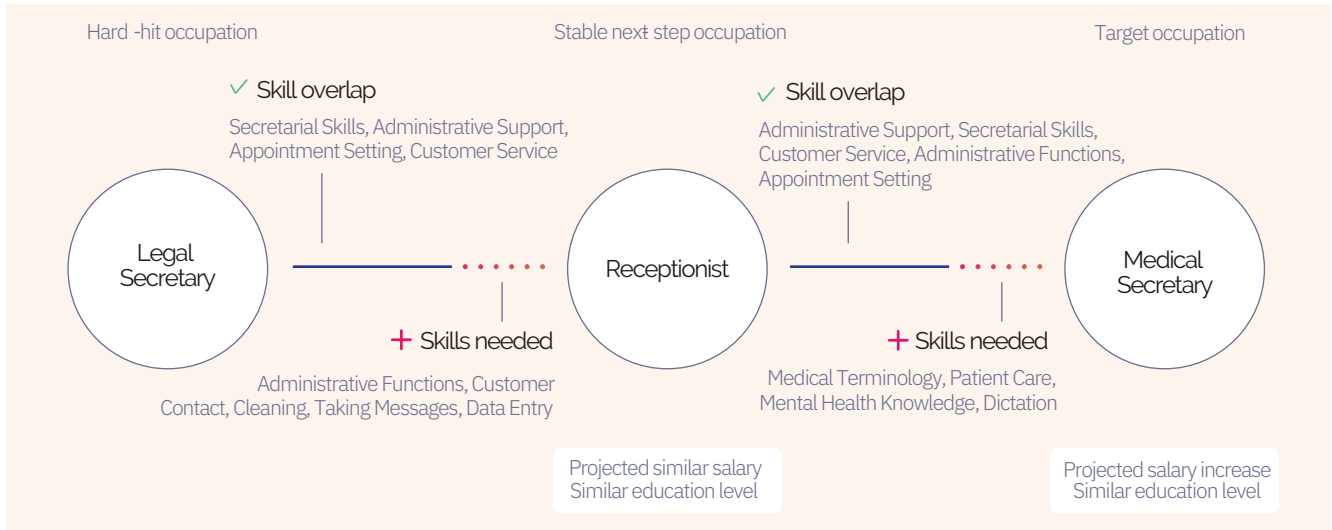 Hard -hit occupation
Stable next step occupation
Target occupation
Skill overlap
Secretarial Skills, Administrative Support,
Appointment Setting, Customer Service
Skill overlap
Administrative Support, Secretarial Skills,
Customer Service, Administrative Functions,
Appointment Setting
Legal
Secretary
Receptionist
Medical
Secretary
+ Skills needed
Administrative Functions, Customer
Contact, Cleaning, Taking Messages, Data Entry
+ Skills needed
Medical Terminology, Patient Care,
Mental Health Knowledge, Dictation
Projected similar salary
Similar education level
Projected salary increase
Similar education level